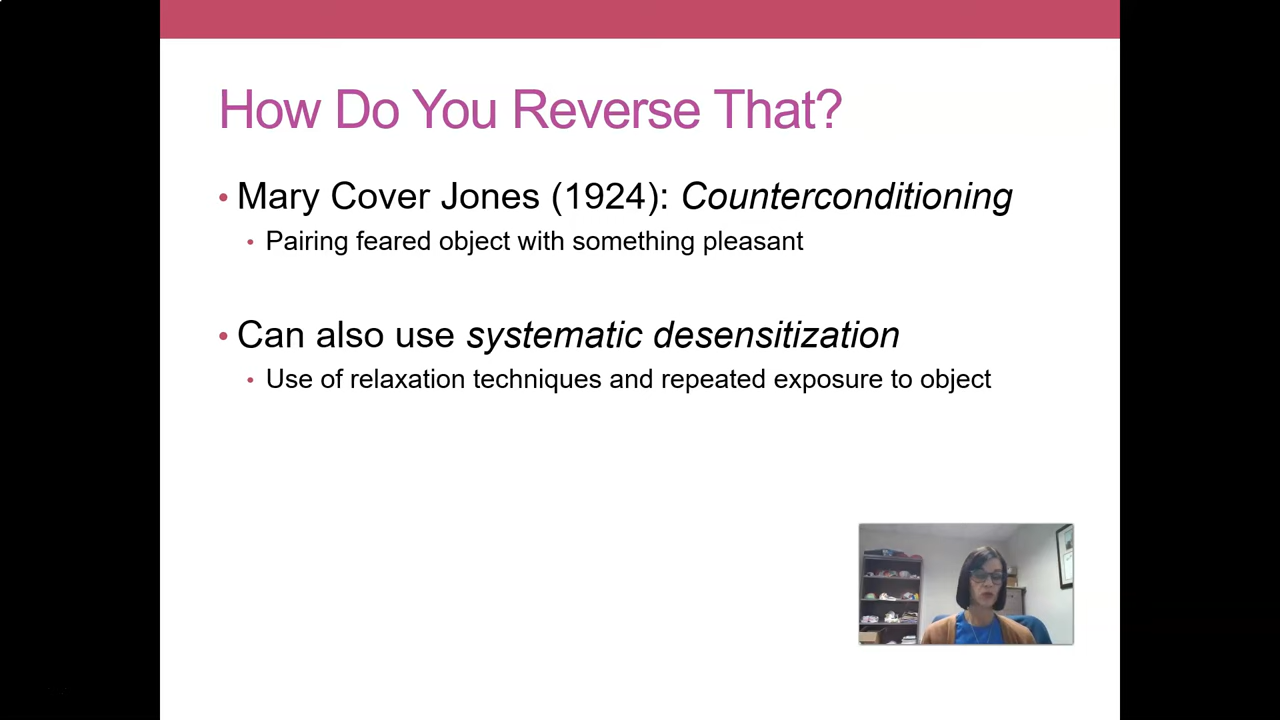 How Do You Reverse That?
• Mary Cover Jones (1924): Counterconditioning
• Pairing feared object with something pleasant
• Can also use systematic desensitization
• Use of relaxation techniques and repeated exposure to object